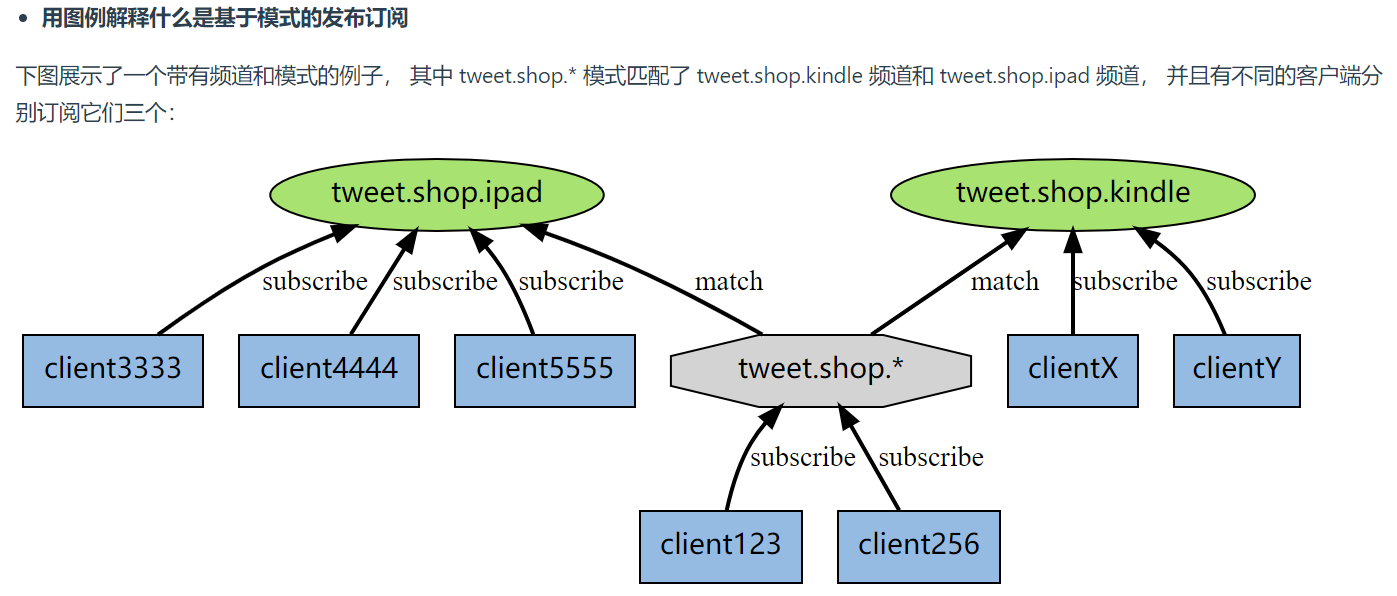 用图例解释什么是基于模式的发布订阅
下图展示了一个带有频道和模式的例子， 其中 tweet.shop.* 模式匹配了 tweet.shop.kindle 频道和 tweet.shop.ipad 频道， 并且有不同的客户端分
别订阅它们三个：
tweet.shop.ipad
tweet.shop.kindle
subscribe
subscribe
subscribe
match
match
subscribe
subscribe
client3333
client4444
client5555
tweet.shop.*
clientX
clientY
subscribe
subscribe
client123
client256